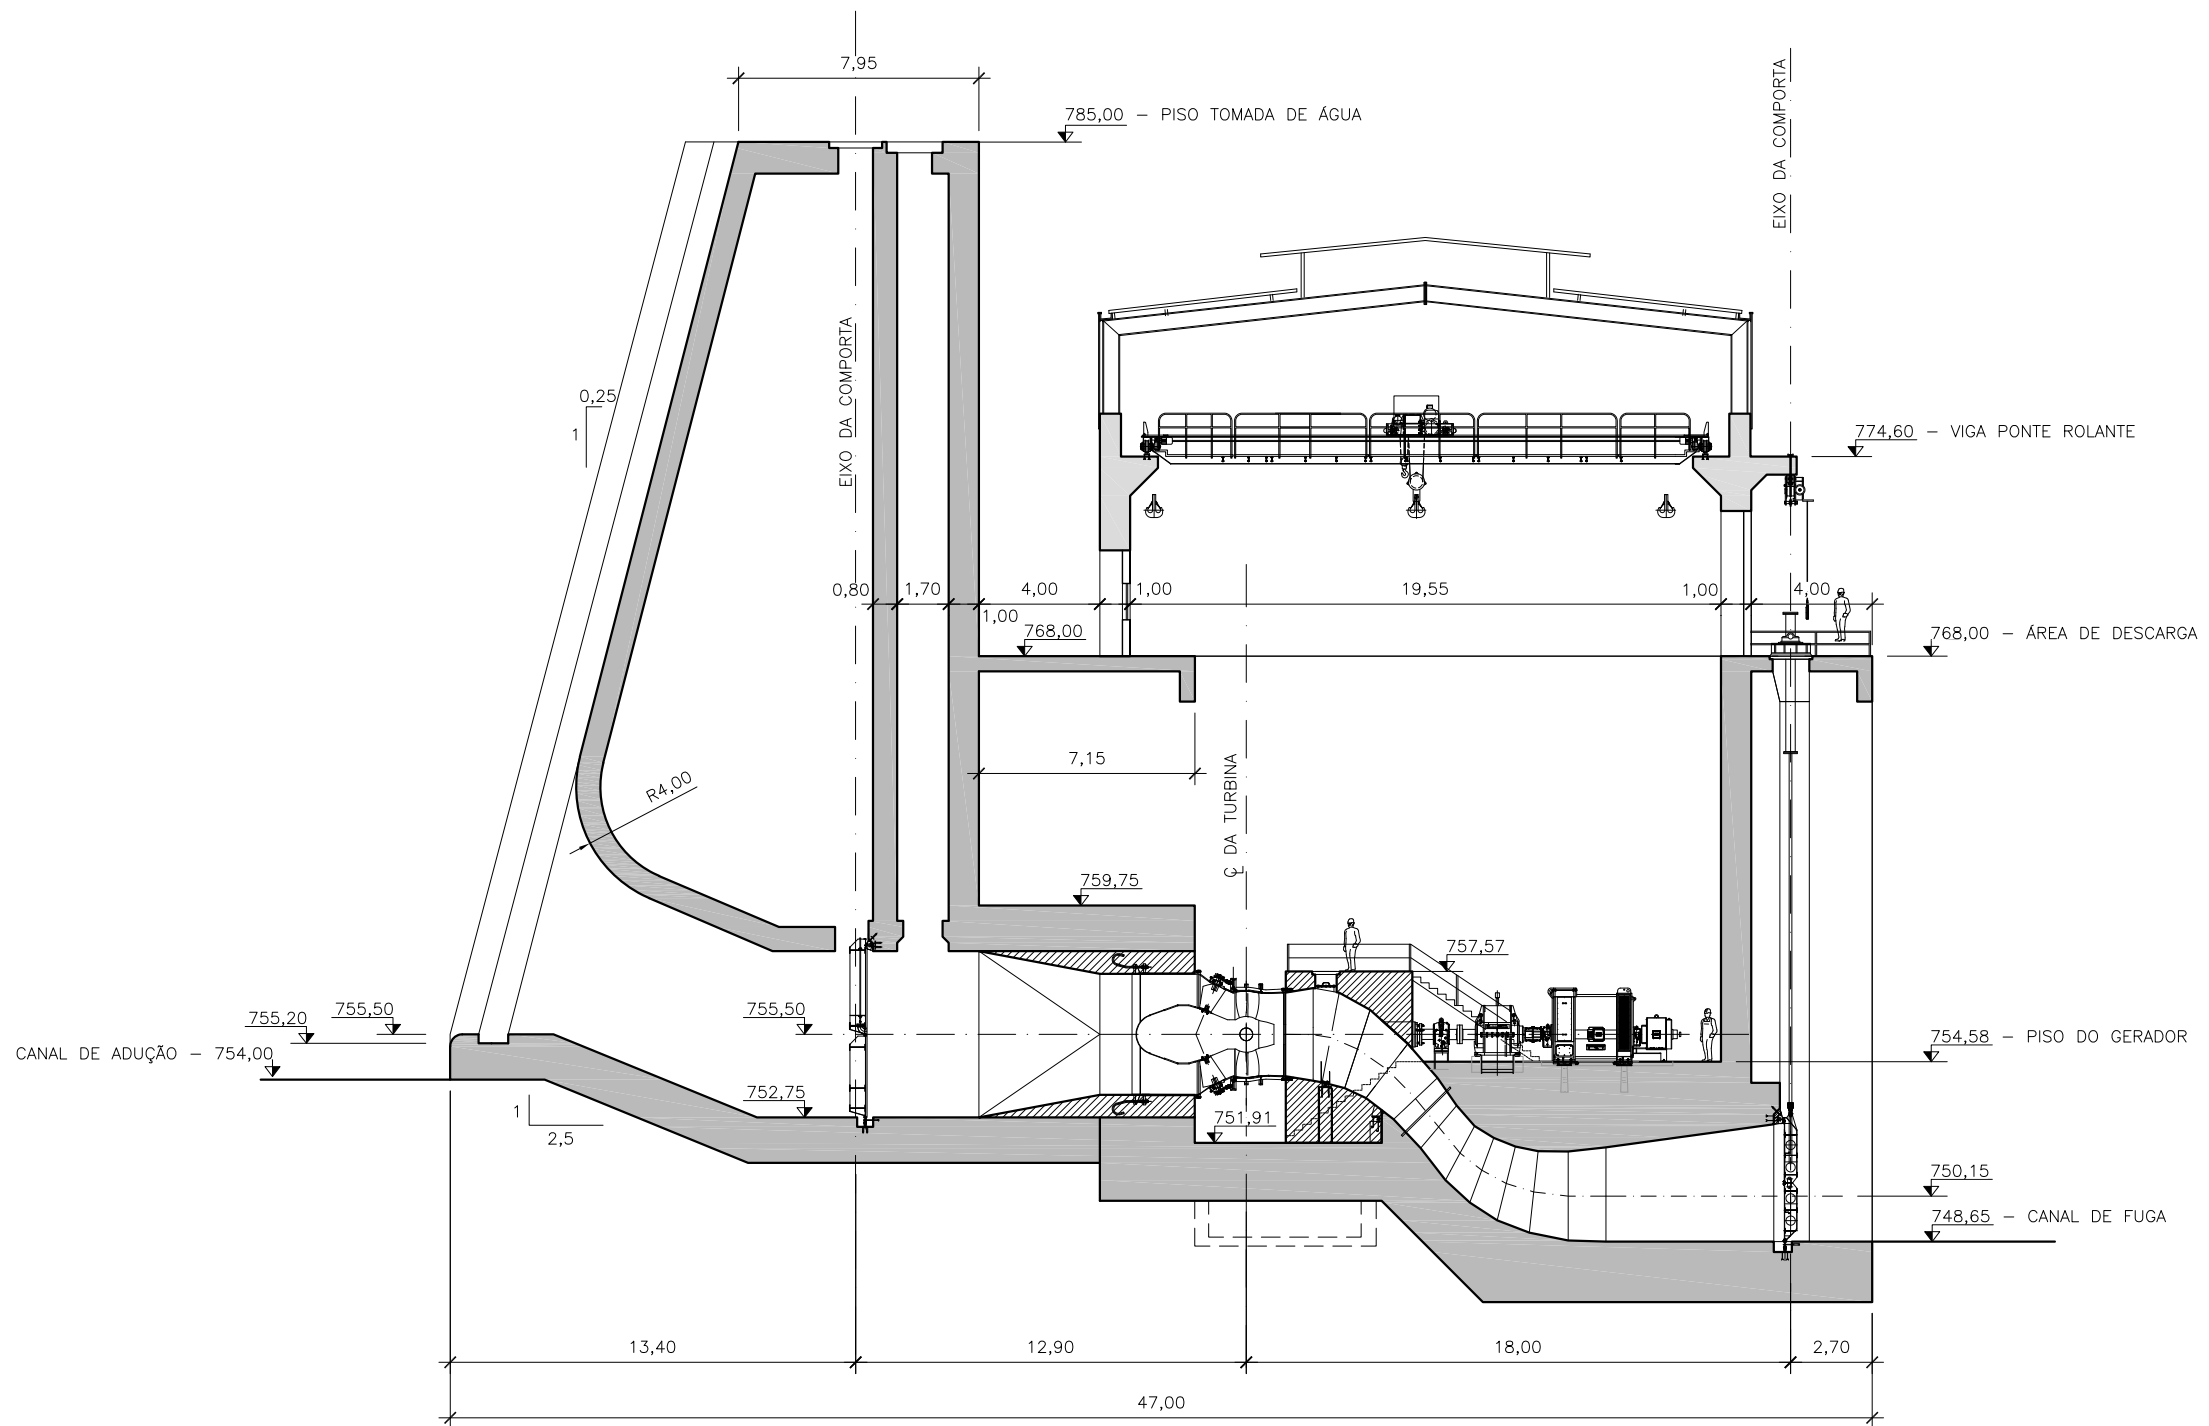 7,95
785,00 – PISO TOMADA DE ÁGUA
EIXO DA COMPORTA
EIXO DA COMPORTA
0,25
1
774,60 – VIGA PONTE ROLANTE
0,80
1,70
4,00
1,00
19,55
1,00
4,00
1,00
768,00
768,00 – ÁREA DE DESCARGA
7,15
R4,00
℄ DA TURBINA
759,75
757,57
755,50
755,20
755,50
CANAL DE ADUÇÃO – 754,00
754,58 – PISO DO GERADOR
752,75
1
2,5
751,91
750,15
748,65 – CANAL DE FUGA
13,40
12,90
18,00
2,70
47,00